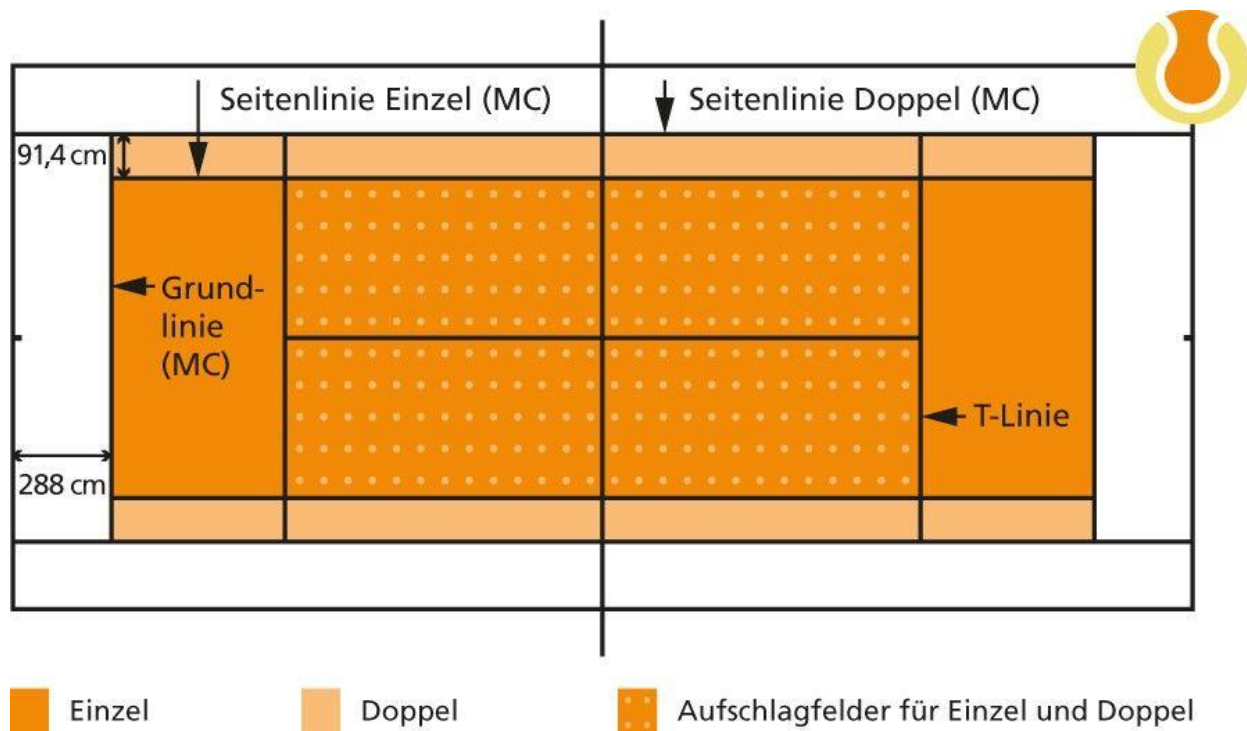 Seitenlinie Einzel (MC)
Seitenlinie Doppel (MC)
91,4 cm
Grund-
linie
(MC)
T-Linie
288 cm
Einzel
Doppel
Aufschlagfelder für Einzel und Doppel